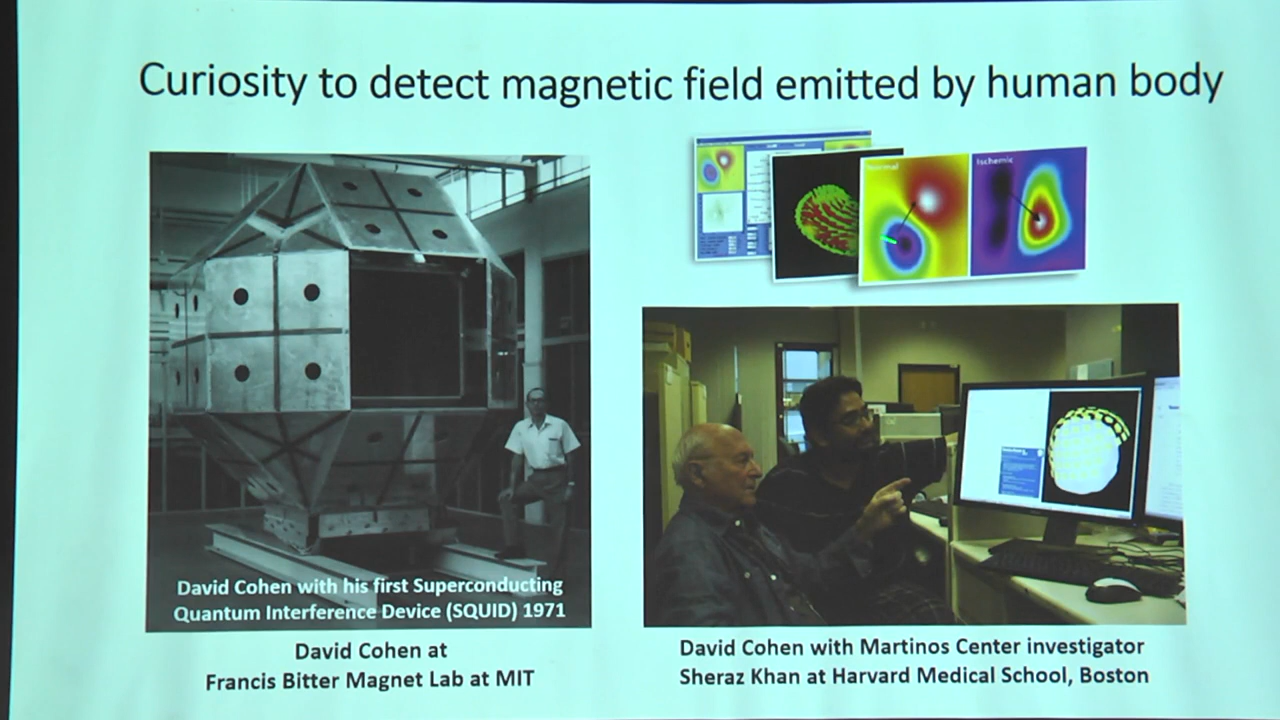 Curiosity to detect magnetic field emitted by human body
Normal
Ischemic
David Cohen with his first Superconducting
Quantum Interference Device (SQUID) 1971
David Cohen at
Francis Bitter Magnet Lab at MIT
David Cohen with Martinos Center investigator
Sheraz Khan at Harvard Medical School, Boston